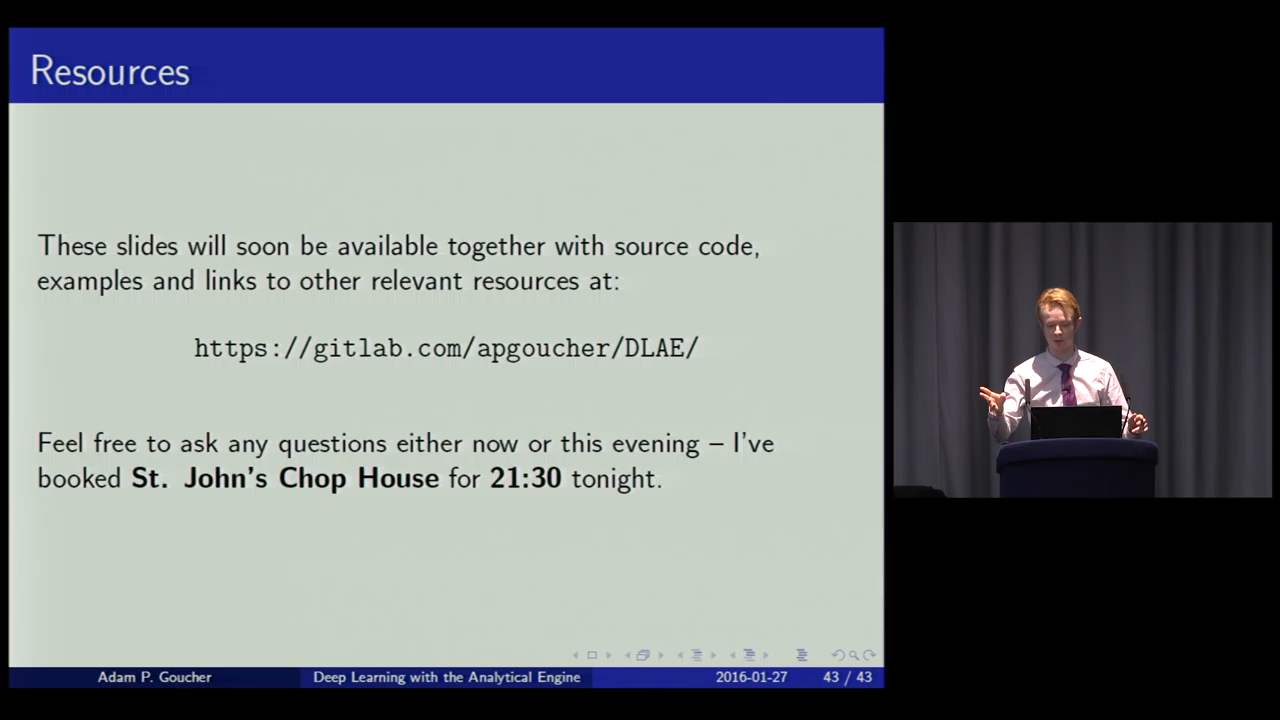 Resources
These slides will soon be available together with source code,
examples and links to other relevant resources at:
https://gitlab.com/apgoucher/DLAE/
Feel free to ask any questions either now or this evening – I've
booked St. John's Chop House for 21:30 tonight.
Adam P. Goucher Deep Learning with the Analytical Engine 2016-01-27 43 / 43